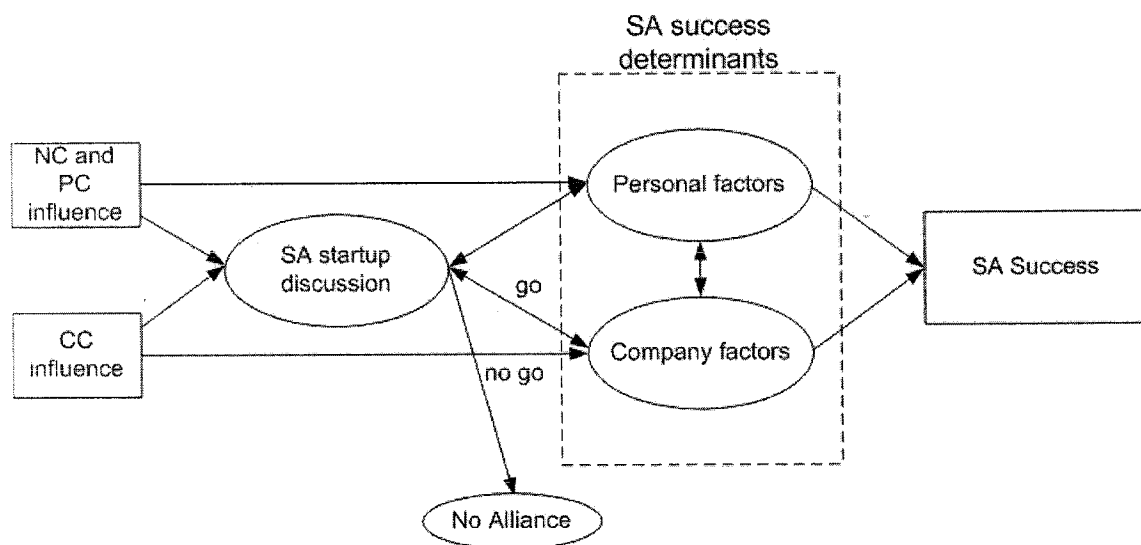 SA success
determinants
NC and
PC
influence
Personal factors
SA startup
discussion
go
SA Success
CC
influence
Company factors
no go
No Alliance